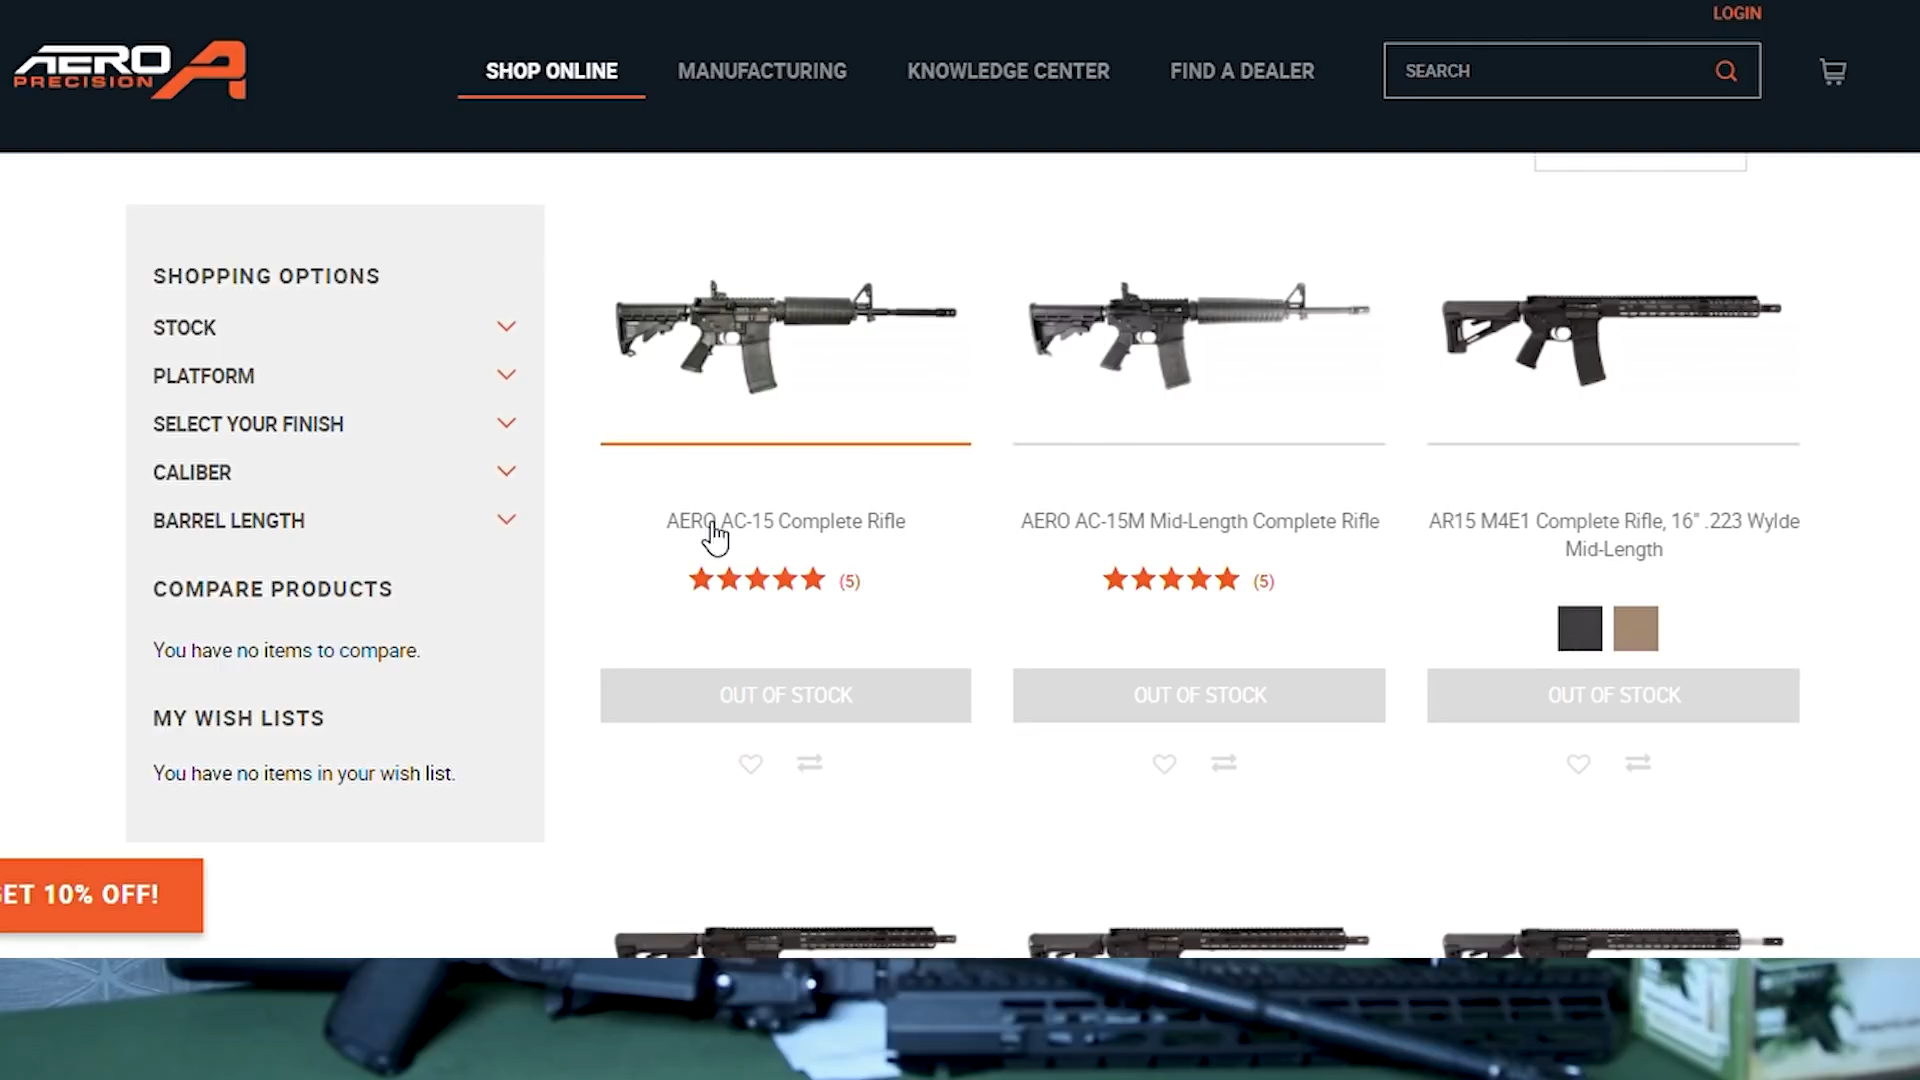 LOGIN
AERO
PRECISION
SHOP ONLINE
MANUFACTURING
KNOWLEDGE CENTER
FIND A DEALER
SEARCH
SHOPPING OPTIONS
STOCK
PLATFORM
SELECT YOUR FINISH
CALIBER
BARREL LENGTH
COMPARE PRODUCTS
You have no items to compare.
MY WISH LISTS
You have no items in your wish list.
AERO AC-15 Complete Rifle
(5)
OUT OF STOCK
AERO AC-15M Mid-Length Complete Rifle
(5)
OUT OF STOCK
AR15 M4E1 Complete Rifle, 16" .223 Wylde
Mid-Length
OUT OF STOCK
GET 10% OFF!